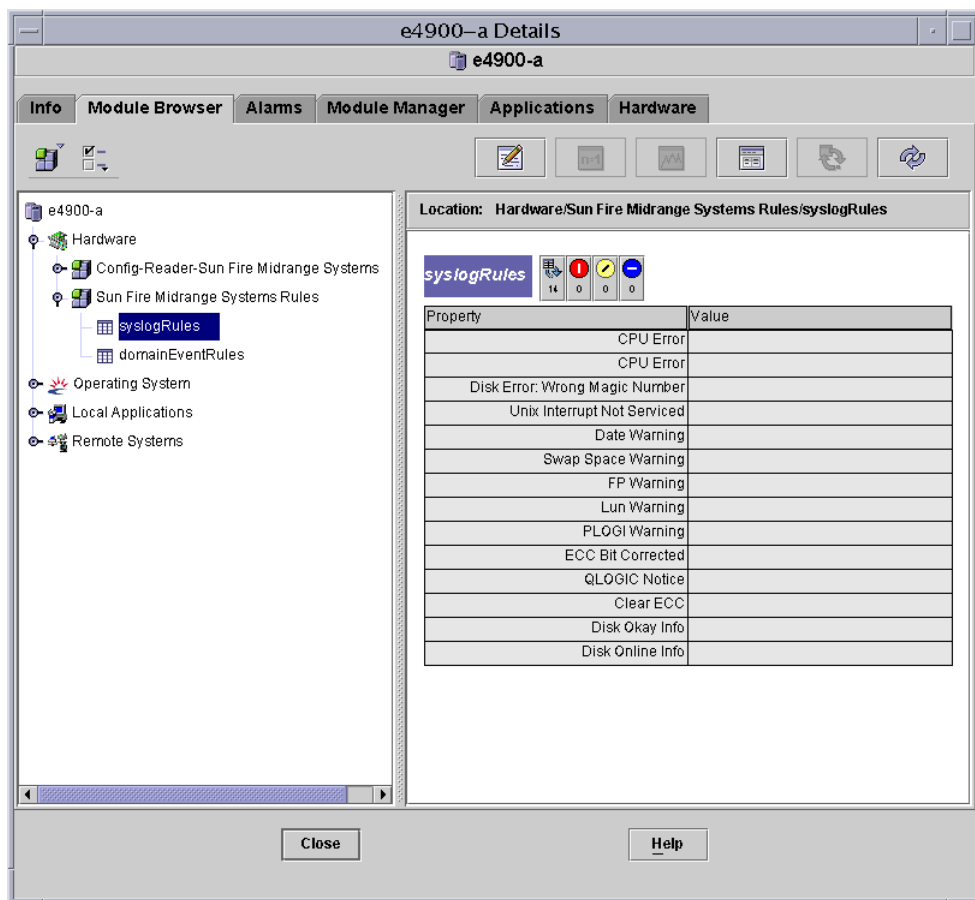 e4900–a Details
e4900-a
Info Module Browser Alarms Module Manager Applications Hardware
n=1
e4900-a
Hardware
Config-Reader-Sun Fire Midrange Systems
Sun Fire Midrange Systems Rules
syslogRules
domainEventRules
Operating System
Local Applications
Remote Systems
Location: Hardware/Sun Fire Midrange Systems Rules/syslogRules
syslogRules 14 0 0 0
Property Value
CPU Error
CPU Error
Disk Error: Wrong Magic Number
Unix Interrupt Not Serviced
Date Warning
Swap Space Warning
FP Warning
Lun Warning
PLOGI Warning
ECC Bit Corrected
QLOGIC Notice
Clear ECC
Disk Okay Info
Disk Online Info
Close Help